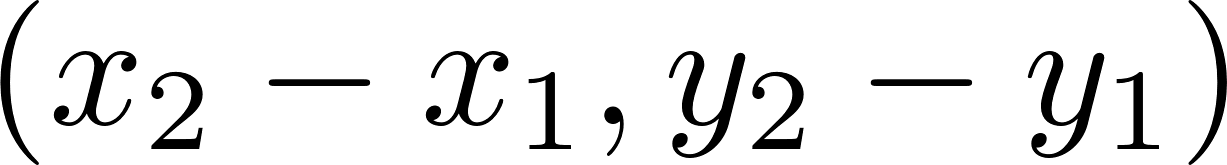 (x₂ − x₁, y₂ − y₁)